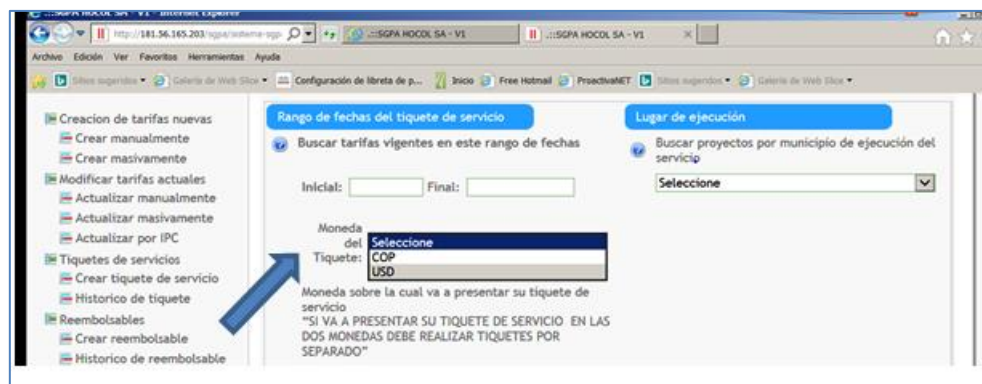 .:::SGPA HOCOL SA - V1 - Internet Explorer
http://181.56.165.203/sgpa/sistema-sgp.
.::SGPA HOCOL SA - V1
.::SGPA HOCOL SA - V1
Archivo Edición Ver Favoritos Herramientas Ayuda
Sitios sugeridos Galería de Web Slice Configuración de libreta de p... Inicio Free Hotmail ProactivaNET Sitios sugeridos Galería de Web Slice
Creacion de tarifas nuevas
Crear manualmente
Crear masivamente
Modificar tarifas actuales
Actualizar manualmente
Actualizar masivamente
Actualizar por IPC
Tiquetes de servicios
Crear tiquete de servicio
Historico de tiquete
Reembolsables
Crear reembolsable
Historico de reembolsable
Rango de fechas del tiquete de servicio
Buscar tarifas vigentes en este rango de fechas
Inicial: Final:
Moneda
del
Tiquete:
Seleccione
COP
USD
Moneda sobre la cual va a presentar su tiquete de
servicio
"SI VA A PRESENTAR SU TIQUETE DE SERVICIO EN LAS
DOS MONEDAS DEBE REALIZAR TIQUETES POR
SEPARADO"
Lugar de ejecución
Buscar proyectos por municipio de ejecución del
servicio
Seleccione